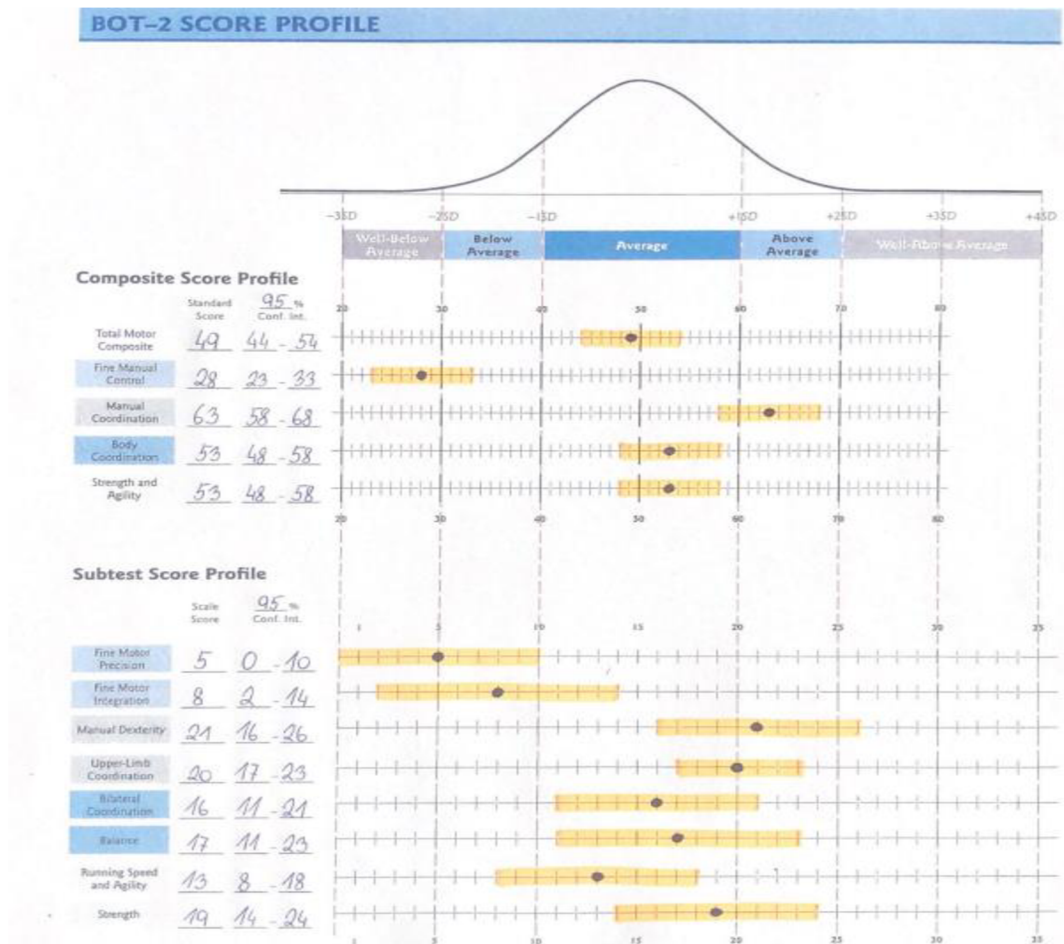 BOT–2 SCORE PROFILE
-3SD -2SD -1SD +1SD +2SD +3SD +4SD
Well-Below Average Below Average Average Above Average Well-Above Average
Composite Score Profile
Standard Score 95 % Conf. Int.
20 30 40 50 60 70 80
Total Motor Composite 49 44 - 54
Fine Manual Control 28 23 - 33
Manual Coordination 63 58 - 68
Body Coordination 53 48 - 58
Strength and Agility 53 48 - 58
20 30 40 50 60 70 80
Subtest Score Profile
Scale Score 95 % Conf. Int.
1 5 10 15 20 25 30 35
Fine Motor Precision 5 0 - 10
Fine Motor Integration 8 2 - 14
Manual Dexterity 21 16 - 26
Upper-Limb Coordination 20 17 - 23
Bilateral Coordination 16 11 - 21
Balance 17 11 - 23
Running Speed and Agility 13 8 - 18
Strength 19 14 - 24
1 5 10 15 20 25 30 35